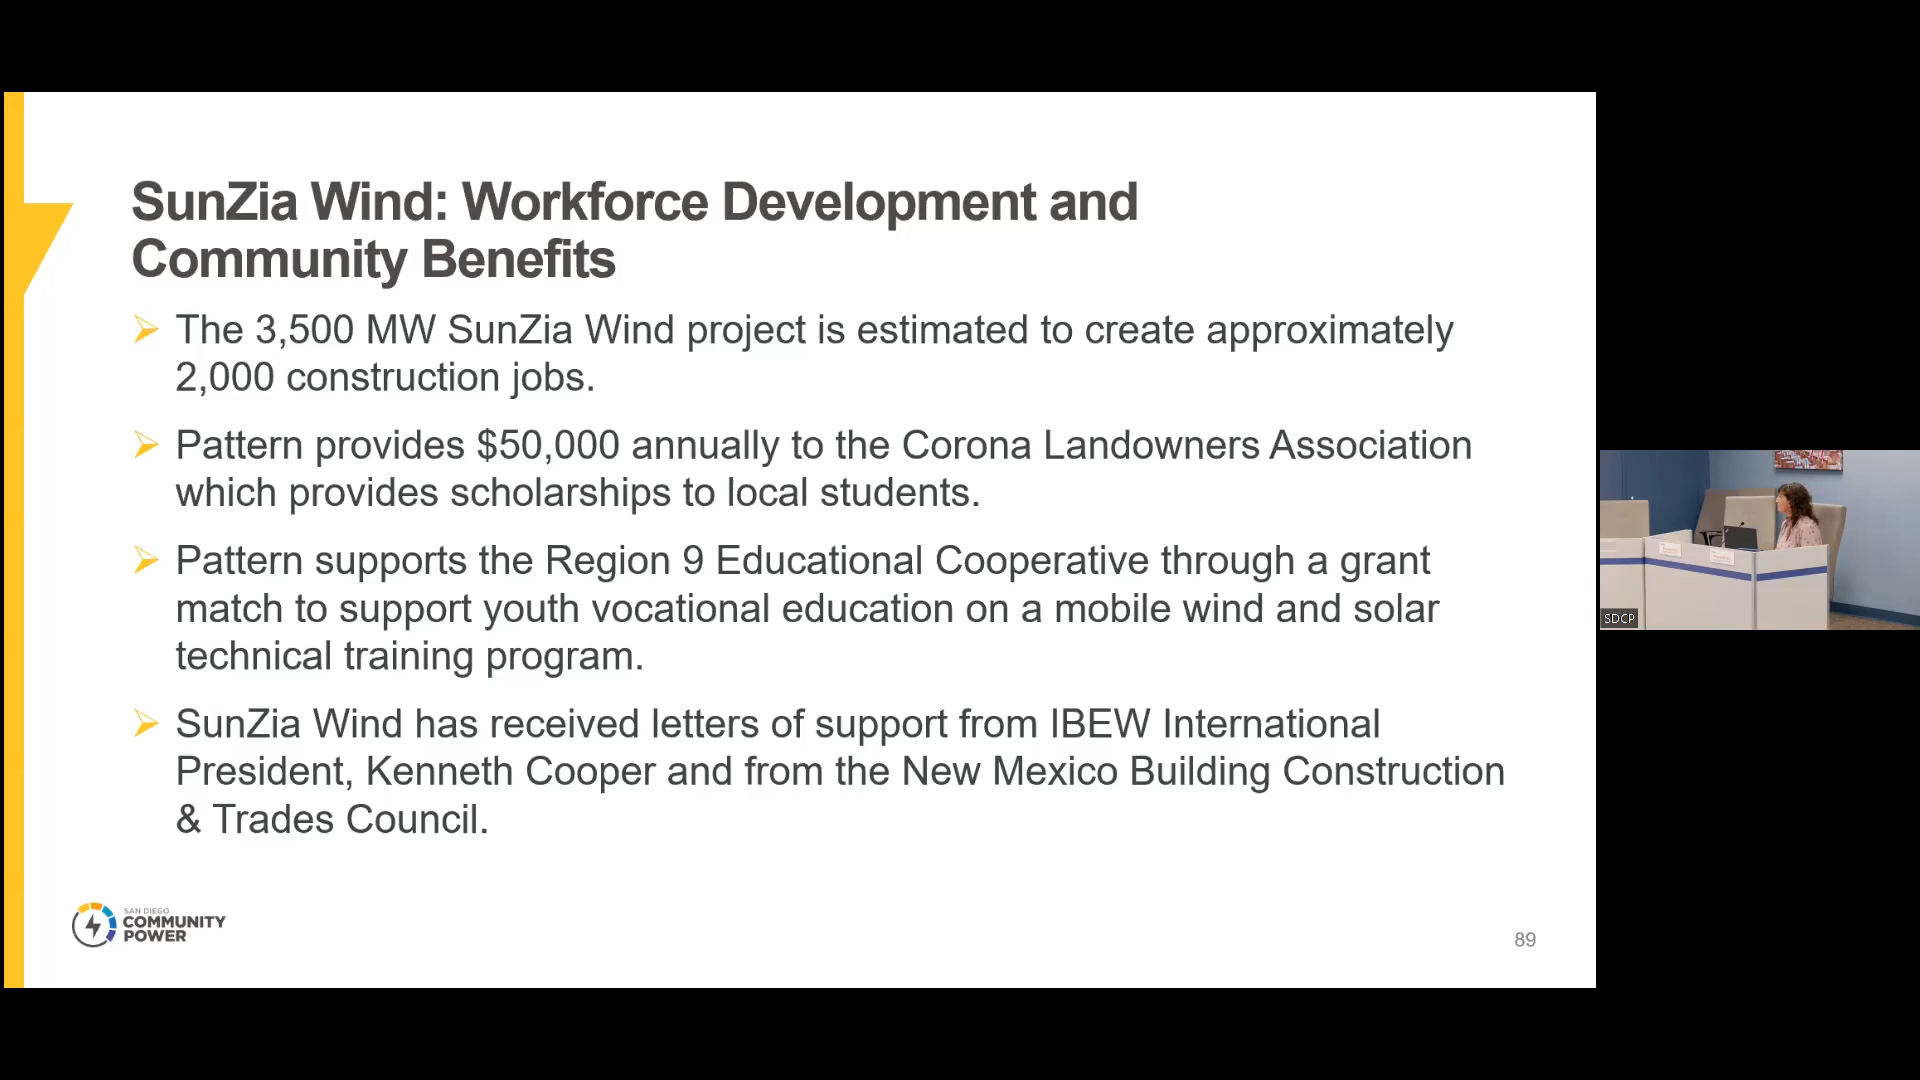 SunZia Wind: Workforce Development and
Community Benefits
The 3,500 MW SunZia Wind project is estimated to create approximately
2,000 construction jobs.
Pattern provides $50,000 annually to the Corona Landowners Association
which provides scholarships to local students.
Pattern supports the Region 9 Educational Cooperative through a grant
match to support youth vocational education on a mobile wind and solar
technical training program.
SunZia Wind has received letters of support from IBEW International
President, Kenneth Cooper and from the New Mexico Building Construction
& Trades Council.
SAN DIEGO
COMMUNITY
POWER
89
SDCP